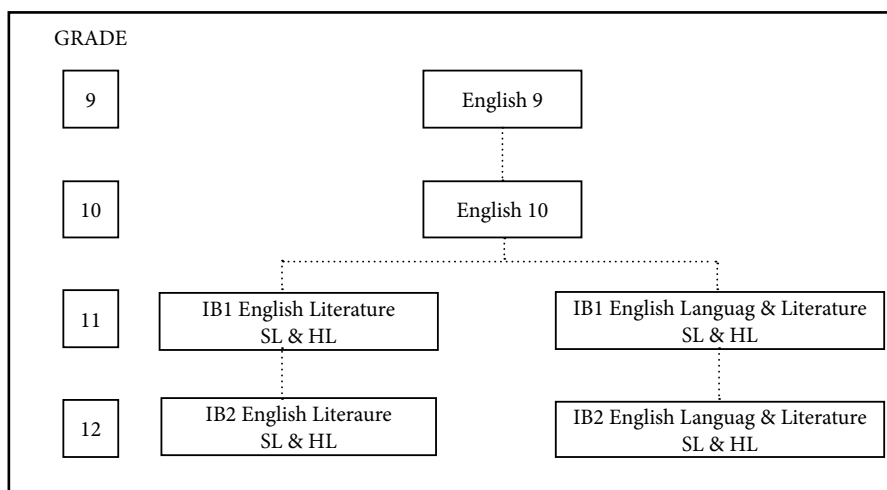 GRADE
9
English 9
10
English 10
11
IB1 English Literature
SL & HL
IB1 English Languag & Literature
SL & HL
12
IB2 English Literaure
SL & HL
IB2 English Languag & Literature
SL & HL